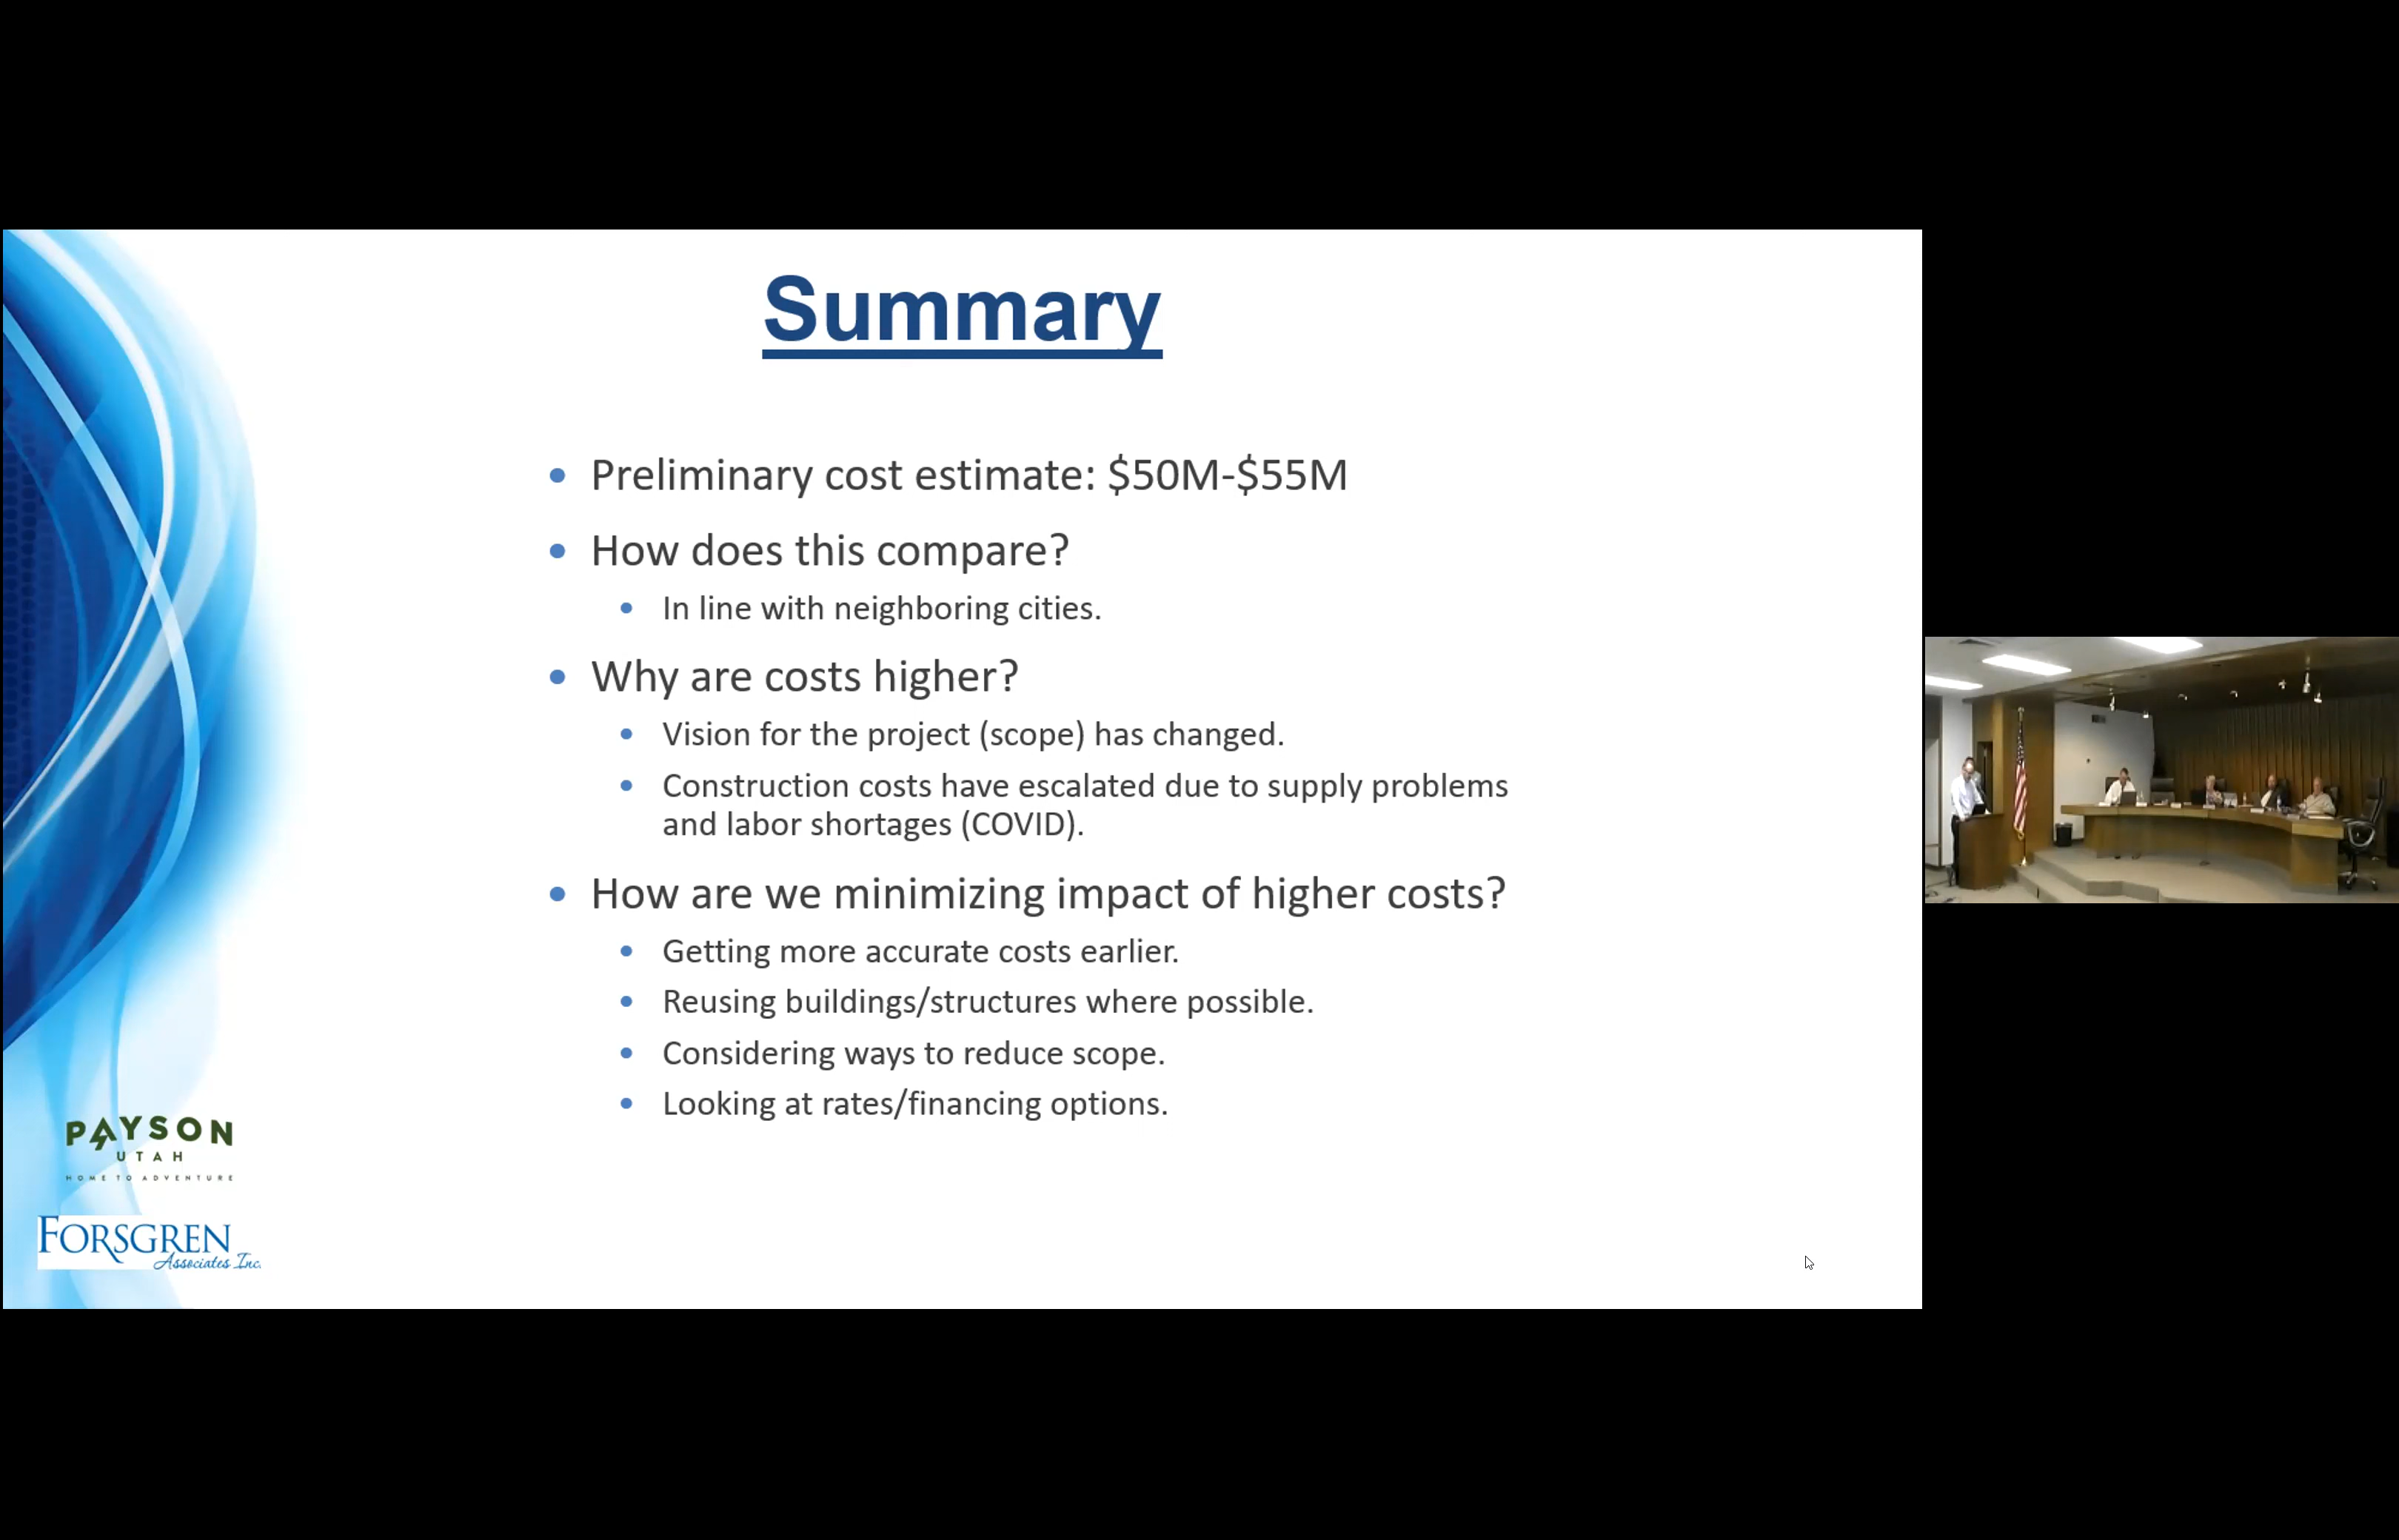 Summary
Preliminary cost estimate: $50M-$55M
How does this compare?
In line with neighboring cities.
Why are costs higher?
Vision for the project (scope) has changed.
Construction costs have escalated due to supply problems
and labor shortages (COVID).
How are we minimizing impact of higher costs?
Getting more accurate costs earlier.
Reusing buildings/structures where possible.
Considering ways to reduce scope.
Looking at rates/financing options.
PAYSON
UTAH
HOME TO ADVENTURE
FORSGREN
Associates Inc.